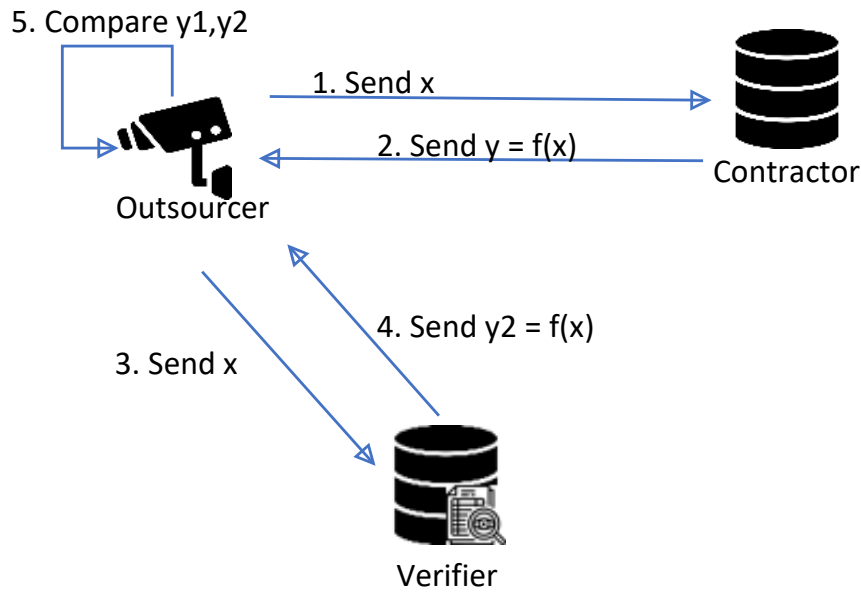 5. Compare y1,y2
1. Send x
2. Send y = f(x)
Contractor
Outsourcer
4. Send y2 = f(x)
3. Send x
Verifier